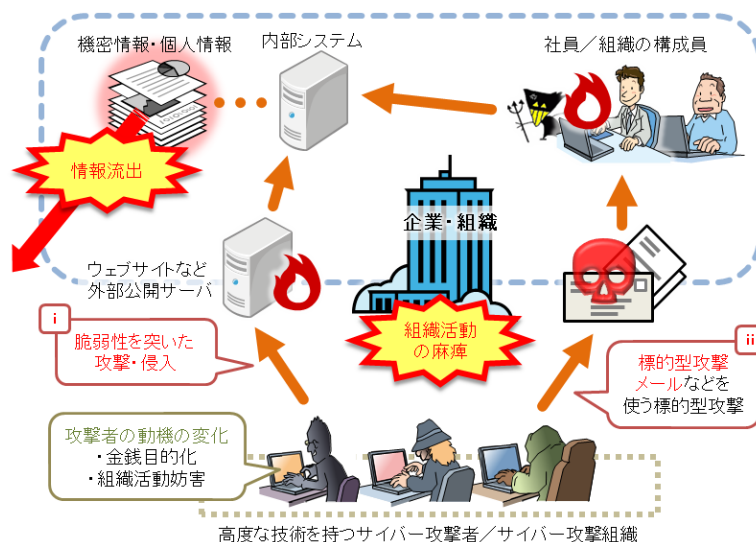 機密情報・個人情報
内部システム
社員／組織の構成員
情報流出
企業・組織
ウェブサイトなど
外部公開サーバ
i
脆弱性を突いた
攻撃・侵入
組織活動
の麻痺
ii
標的型攻撃
メールなどを
使う標的型攻撃
攻撃者の動機の変化
・金銭目的化
・組織活動妨害
高度な技術を持つサイバー攻撃者／サイバー攻撃組織